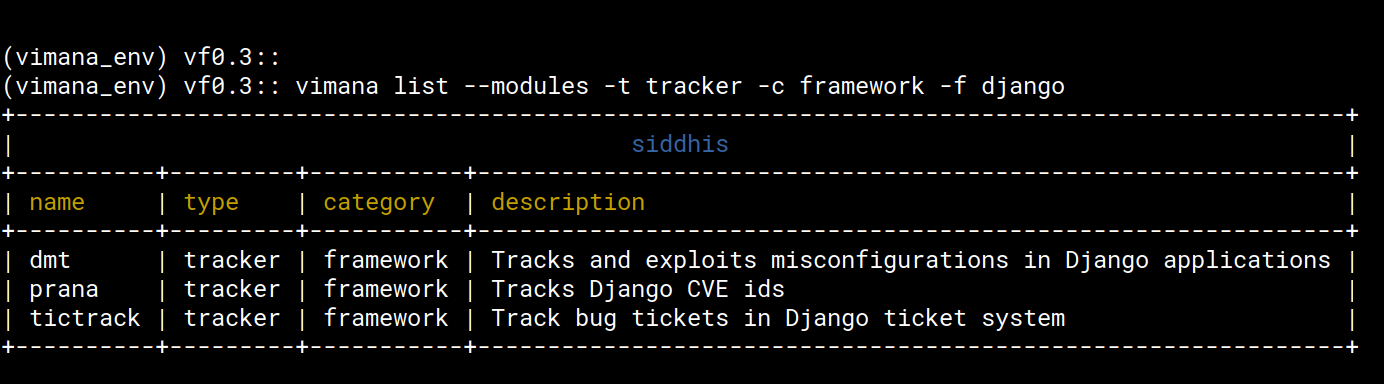 (vimana_env) vf0.3::
(vimana_env) vf0.3:: vimana list --modules -t tracker -c framework -f django
+-----------------------------------------------------------------------------------------------+
|                                            siddhis                                            |
+----------+---------+-----------+--------------------------------------------------------------+
| name     | type    | category  | description                                                  |
+----------+---------+-----------+--------------------------------------------------------------+
| dmt      | tracker | framework | Tracks and exploits misconfigurations in Django applications |
| prana    | tracker | framework | Tracks Django CVE ids                                        |
| tictrack | tracker | framework | Track bug tickets in Django ticket system                    |
+----------+---------+-----------+--------------------------------------------------------------+